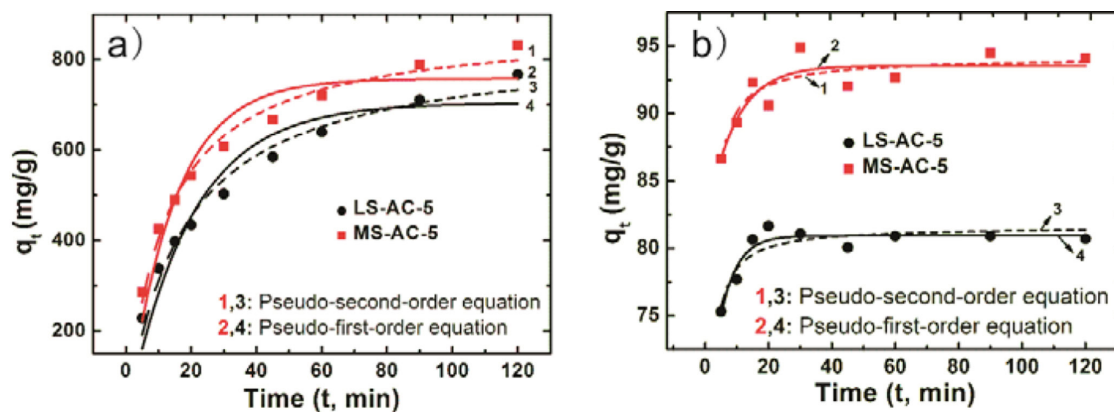 a)
800
600
400
200
qt (mg/g)
1
2
3
4
LS-AC-5
MS-AC-5
1,3: Pseudo-second-order equation
2,4: Pseudo-first-order equation
0 20 40 60 80 100 120
Time (t, min)
b)
95
90
85
80
75
qt (mg/g)
2
1
LS-AC-5
MS-AC-5
3
4
1,3: Pseudo-second-order equation
2,4: Pseudo-first-order equation
0 20 40 60 80 100 120
Time (t, min)